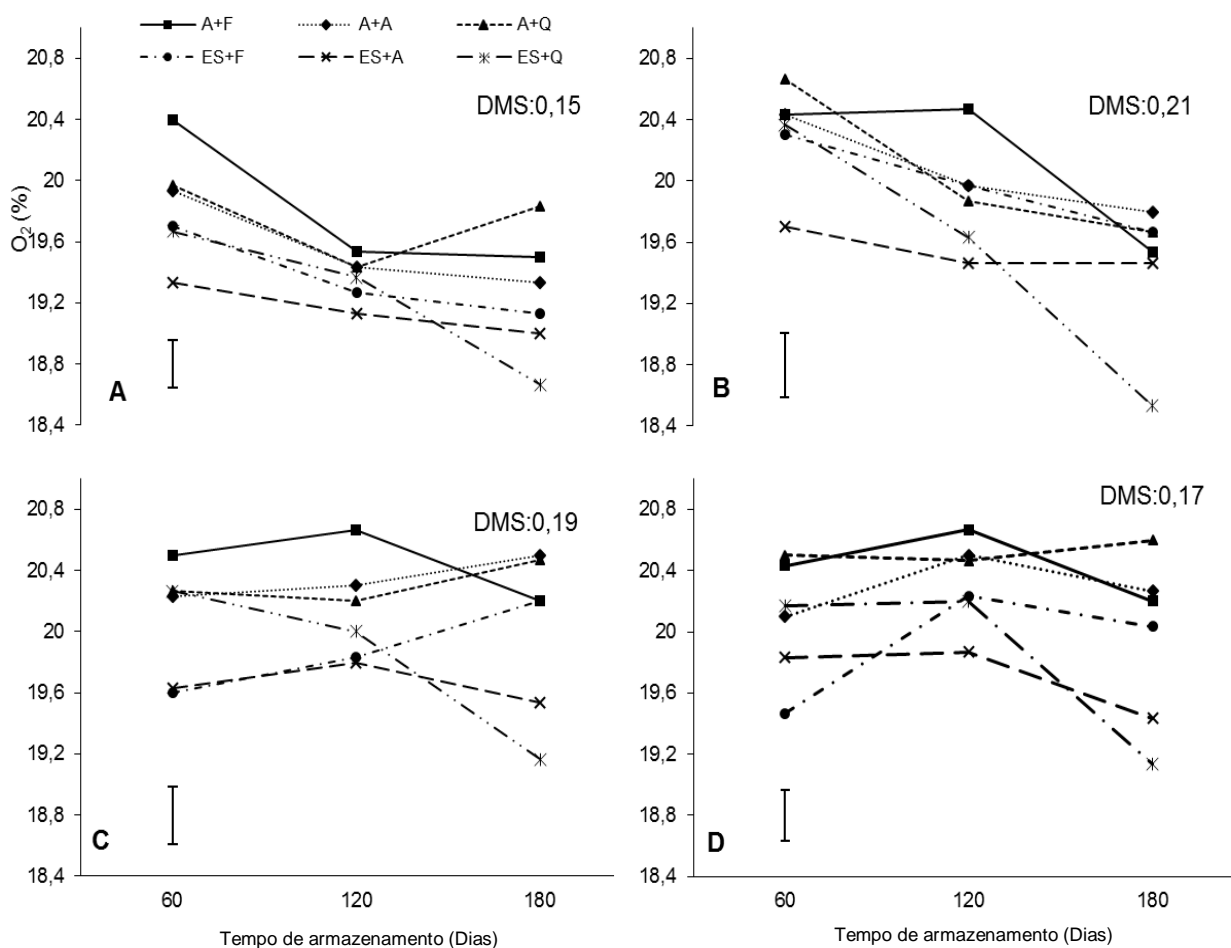 A+F A+A A+Q
ES+F ES+A ES+Q
20,8
20,4
20
19,6
19,2
18,8
18,4
O2 (%)
DMS:0,15
A
20,8
20,4
20
19,6
19,2
18,8
18,4
DMS:0,21
B
20,8
20,4
20
19,6
19,2
18,8
18,4
DMS:0,19
C
60 120 180
Tempo de armazenamento (Dias)
20,8
20,4
20
19,6
19,2
18,8
18,4
DMS:0,17
D
60 120 180
Tempo de armazenamento (Dias)